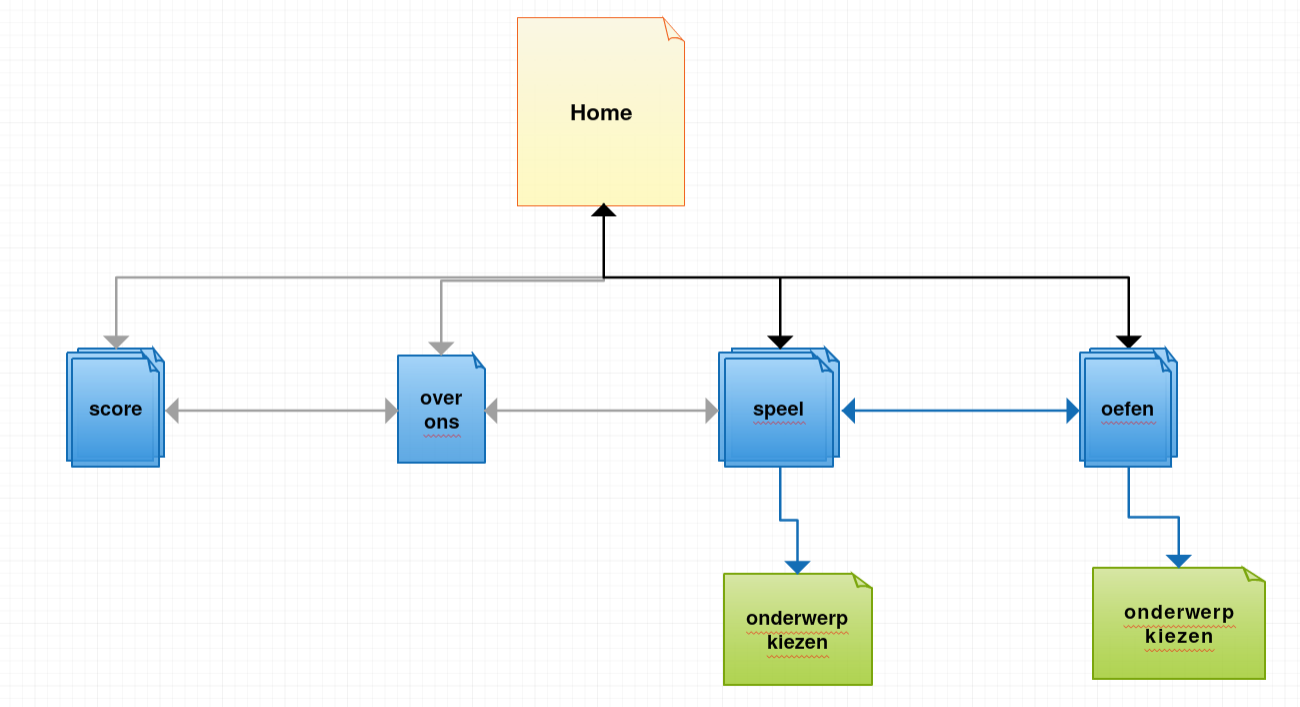 Home
score
over
ons
speel
oefen
onderwerp
kiezen
onderwerp
kiezen